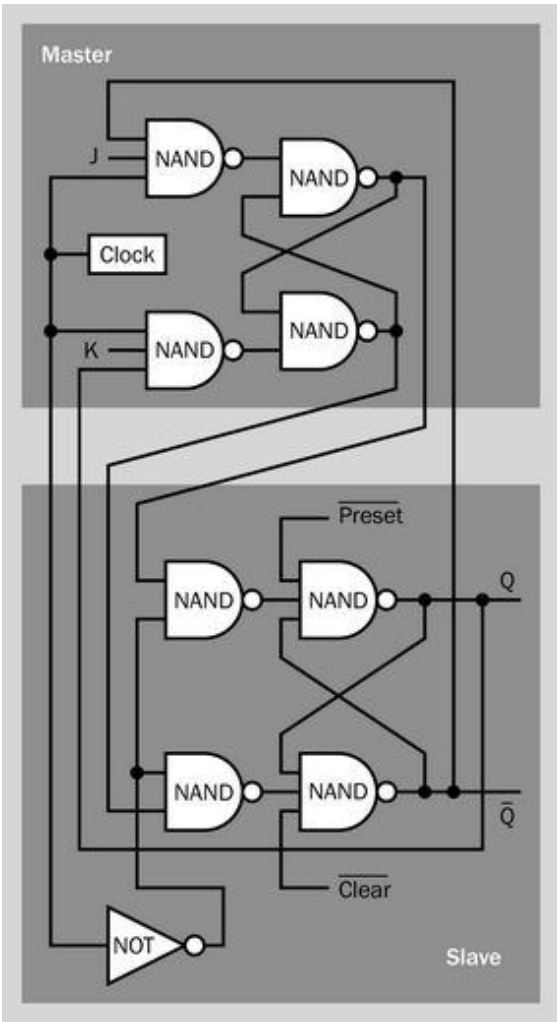 Master
NAND
J
NAND
Clock
NAND
K
NAND
Preset
Q
NAND
NAND
NAND
NAND
Q̅
Clear
NOT
Slave